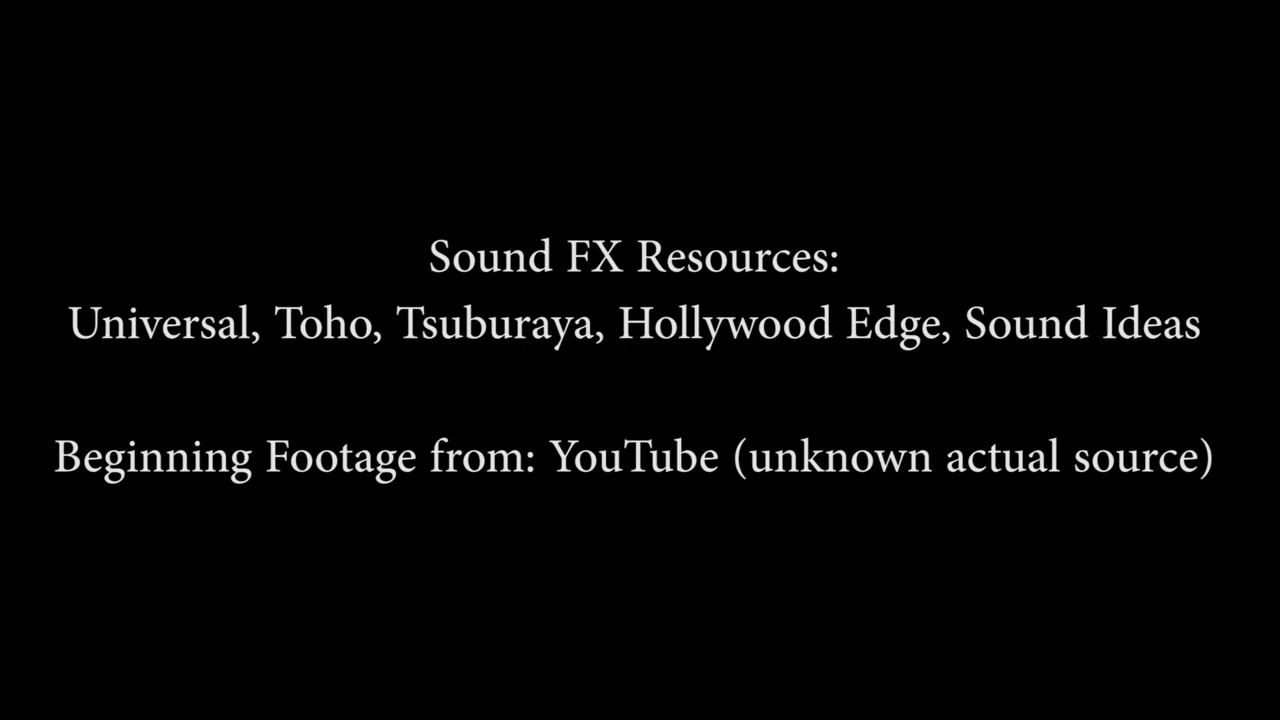 Sound FX Resources:
Universal, Toho, Tsuburaya, Hollywood Edge, Sound Ideas
Beginning Footage from: YouTube (unknown actual source)